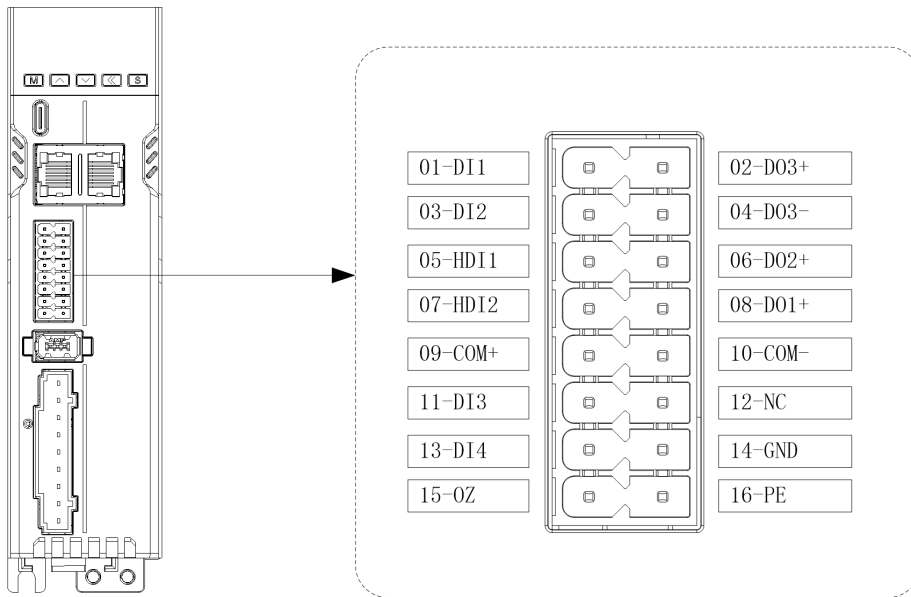 M S
01-DI1 02-DO3+
03-DI2 04-DO3-
05-HDI1 06-DO2+
07-HDI2 08-DO1+
09-COM+ 10-COM-
11-DI3 12-NC
13-DI4 14-GND
15-OZ 16-PE